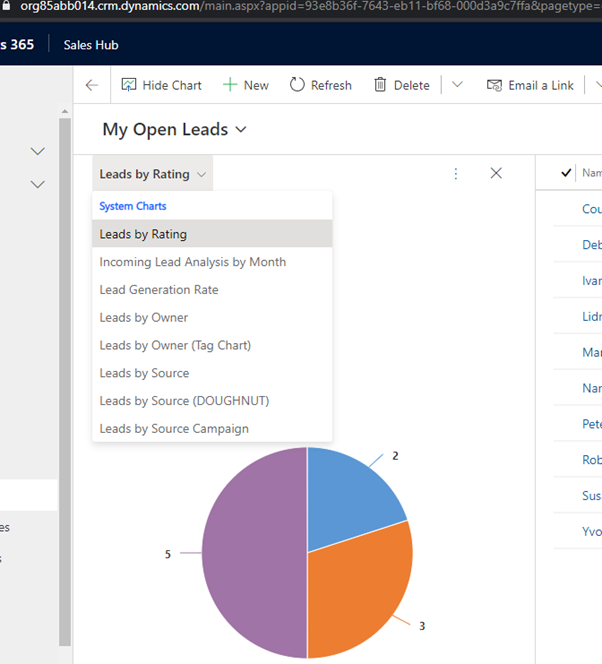 org85abb014.crm.dynamics.com/main.aspx?appid=93e8b36f-7643-eb11-bf68-000d3a9c7ffa&pagetype=
s 365 Sales Hub
Hide Chart New Refresh Delete Email a Link
My Open Leads
Leads by Rating
System Charts
Leads by Rating
Incoming Lead Analysis by Month
Lead Generation Rate
Leads by Owner
Leads by Owner (Tag Chart)
Leads by Source
Leads by Source (DOUGHNUT)
Leads by Source Campaign
2
5
3
Nam
Cou
Deb
Ivan
Lidr
Mar
Nan
Pete
Rob
Susa
Yvo
es
s